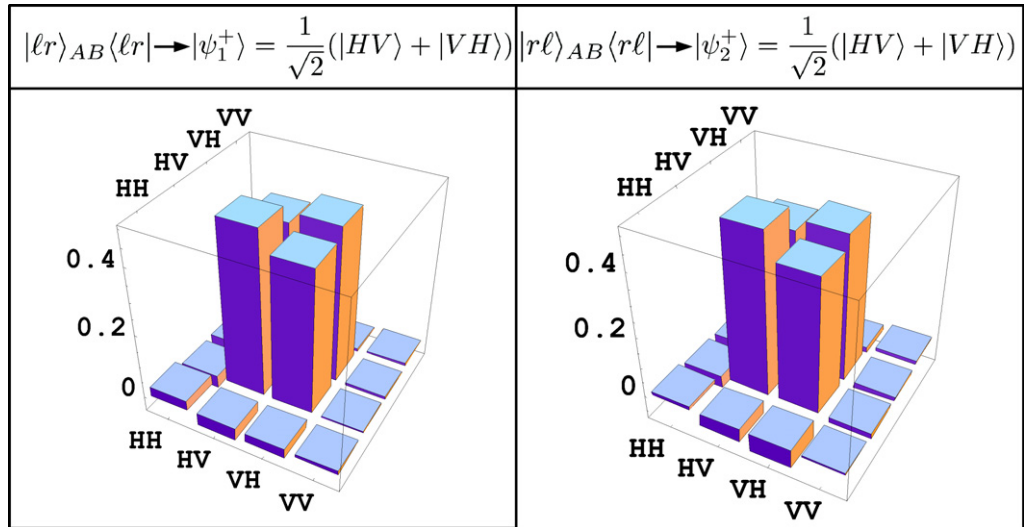 |ℓr⟩_{AB}⟨ℓr| → |ψ₁⁺⟩ = 1/√2 (|HV⟩ + |VH⟩)
|rℓ⟩_{AB}⟨rℓ| → |ψ₂⁺⟩ = 1/√2 (|HV⟩ + |VH⟩)
VV
VH
HV
HH
0.4
0.2
0
HH
HV
VH
VV
VV
VH
HV
HH
0.4
0.2
0
HH
HV
VH
VV